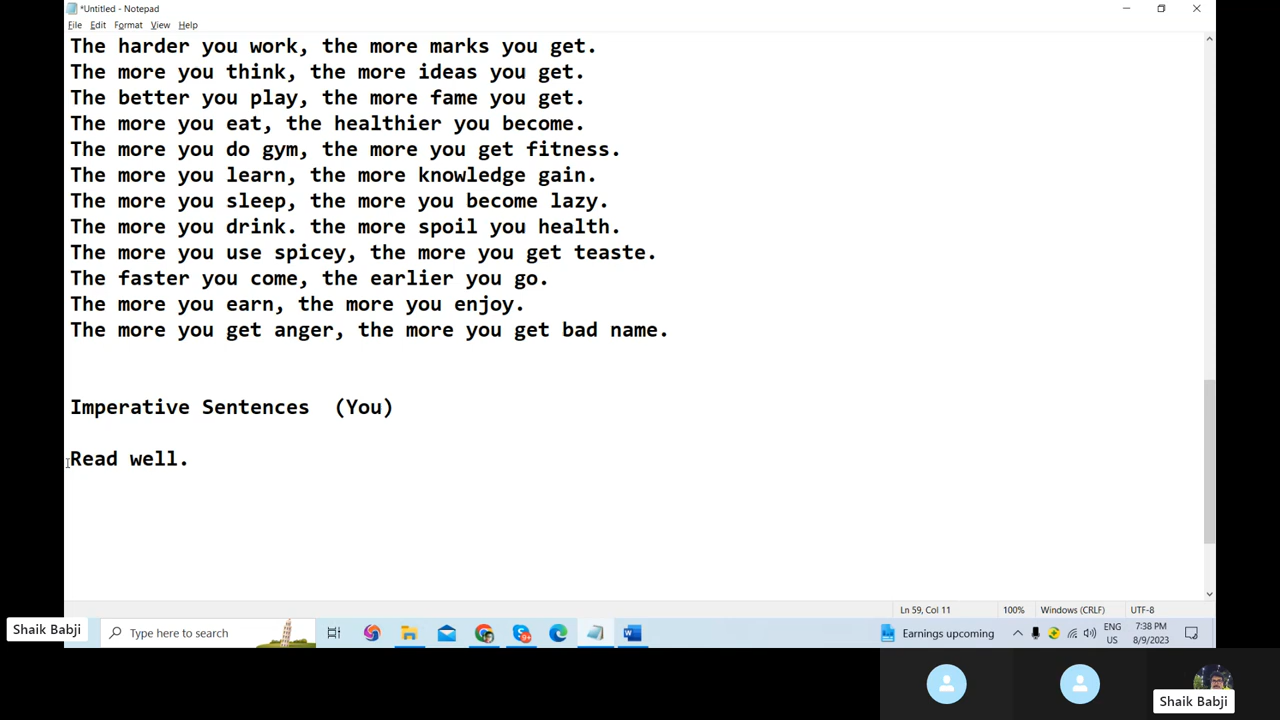 *Untitled - Notepad
File Edit Format View Help
The harder you work, the more marks you get.
The more you think, the more ideas you get.
The better you play, the more fame you get.
The more you eat, the healthier you become.
The more you do gym, the more you get fitness.
The more you learn, the more knowledge gain.
The more you sleep, the more you become lazy.
The more you drink. the more spoil you health.
The more you use spicey, the more you get teaste.
The faster you come, the earlier you go.
The more you earn, the more you enjoy.
The more you get anger, the more you get bad name.
Imperative Sentences (You)
Read well.
Ln 59, Col 11 100% Windows (CRLF) UTF-8
Shaik Babji
Type here to search
Earnings upcoming
ENG
US
7:38 PM
8/9/2023
Shaik Babji